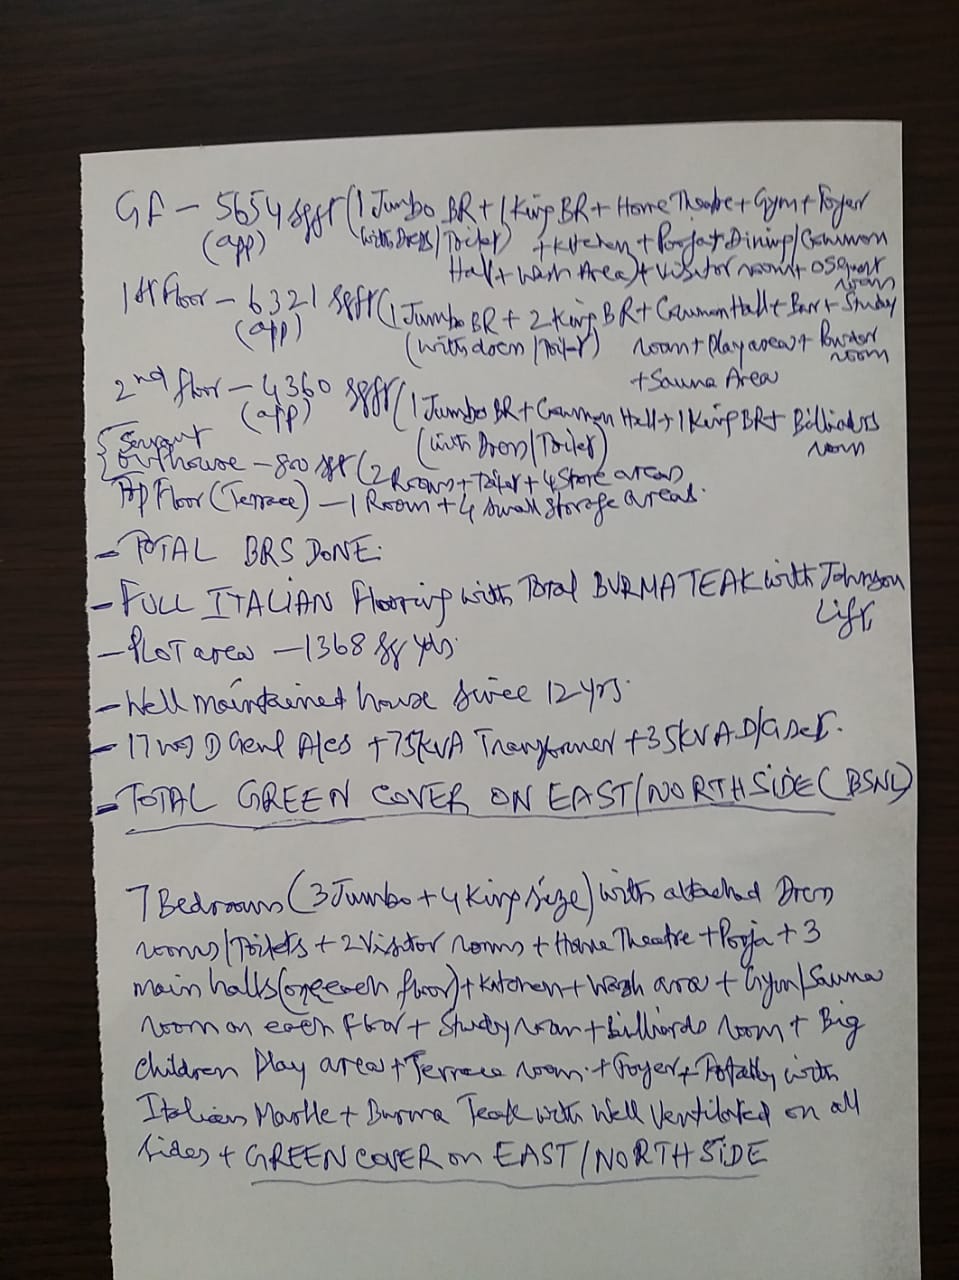 GF - 5654 sqft (1 Jumbo BR + 1 King BR + Home Theatre + Gym + Foyer
(app) (with Dress/Toilet) + Kitchen + Pooja + Dining/Common
Hall + Wash Area) + Visitor room + Servant
room
1st Floor - 6321 sqft (1 Jumbo BR + 2 King BR + Common Hall + Bar + Study
(app) (with dress/Toilet) room + Play area + Powder
room
+ Sauna Area
2nd floor - 4360 sqft (1 Jumbo BR + Common Hall + 1 King BR + Billiards
(app) (with Dress/Toilet) room
{ Servant
Outhouse - 800 sft (2 Rooms + Toilet + 4 Store areas)
Top Floor (Terrace) - 1 Room + 4 small storage areas.
- TOTAL BRS DONE.
- FULL ITALIAN Flooring with Total BURMA TEAK with Johnson
Lift,
- PLOT area - 1368 sq yds.
- Well maintained house since 12 yrs.
- 17 no's O Genl A/cs + 75 KVA Transformer + 35 KVA D/G Set.
- TOTAL GREEN COVER ON EAST/NORTH SIDE (BSNL)
7 Bedrooms (3 Jumbo + 4 King Size) with attached Dress
rooms/Toilets + 2 Visitor rooms + Home Theatre + Pooja + 3
main halls (one each floor) + Kitchen + Wash area + Gym/Sauna
room on each floor + Study room + Billiards room + Big
children Play area + Terrace room + Foyer + Totally with
Italian Marble + Burma Teak with Well Ventilated on all
sides + GREEN COVER on EAST/NORTH SIDE